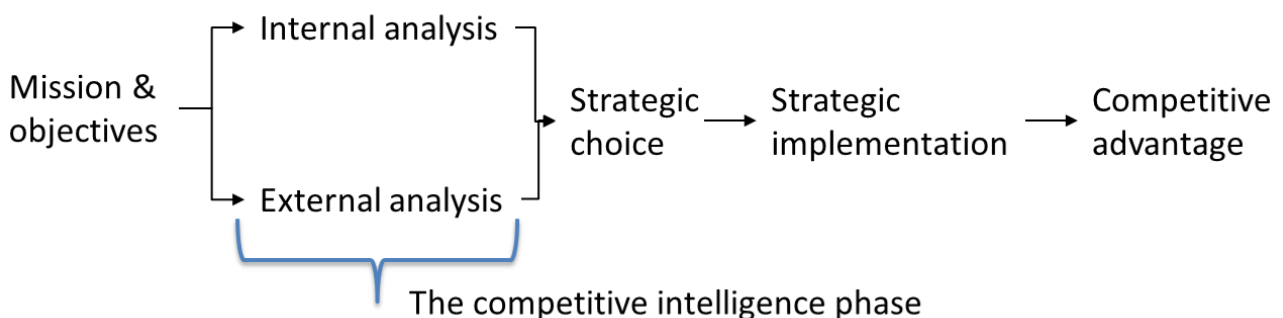 Internal analysis
Mission &
objectives
Strategic
choice
Strategic
implementation
Competitive
advantage
External analysis
The competitive intelligence phase